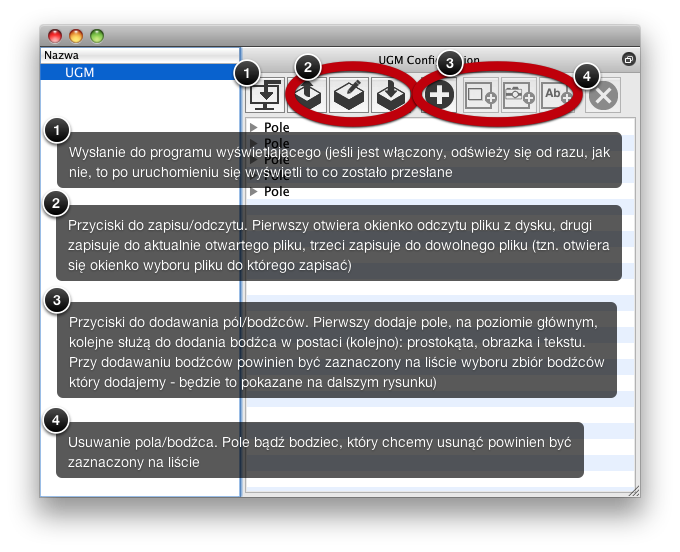 UGM Configuration
Nazwa
UGM
1
2
3
4
Ab
Pole
Pole
Pole
Pole
Pole
1
Wysłanie do programu wyświetlającego (jeśli jest włączony, odświeży się od razu, jak
nie, to po uruchomieniu się wyświetli to co zostało przesłane
2
Przyciski do zapisu/odczytu. Pierwszy otwiera okienko odczytu pliku z dysku, drugi
zapisuje do aktualnie otwartego pliku, trzeci zapisuje do dowolnego pliku (tzn. otwiera
się okienko wyboru pliku do którego zapisać)
3
Przyciski do dodawania pól/bodźców. Pierwszy dodaje pole, na poziomie głównym,
kolejne służą do dodania bodźca w postaci (kolejno): prostokąta, obrazka i tekstu.
Przy dodawaniu bodźców powinien być zaznaczony na liście wyboru zbiór bodźców
który dodajemy - będzie to pokazane na dalszym rysunku)
4
Usuwanie pola/bodźca. Pole bądź bodziec, który chcemy usunąć powinien być
zaznaczony na liście